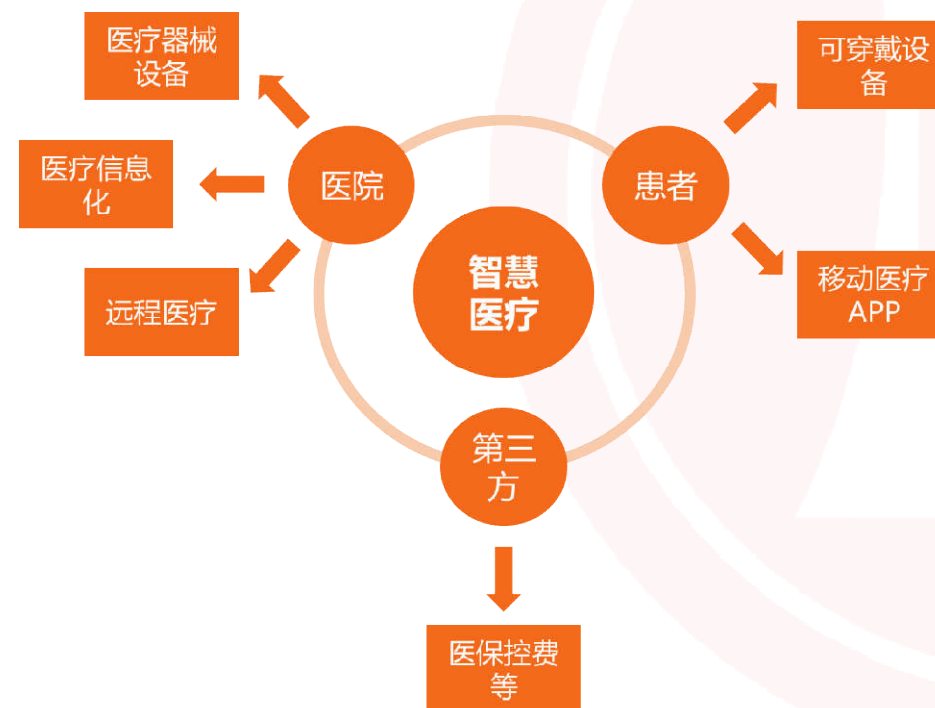 医疗器械
设备
可穿戴设
备
医疗信息
化
医院
患者
远程医疗
智慧
医疗
移动医疗
APP
第三
方
医保控费
等